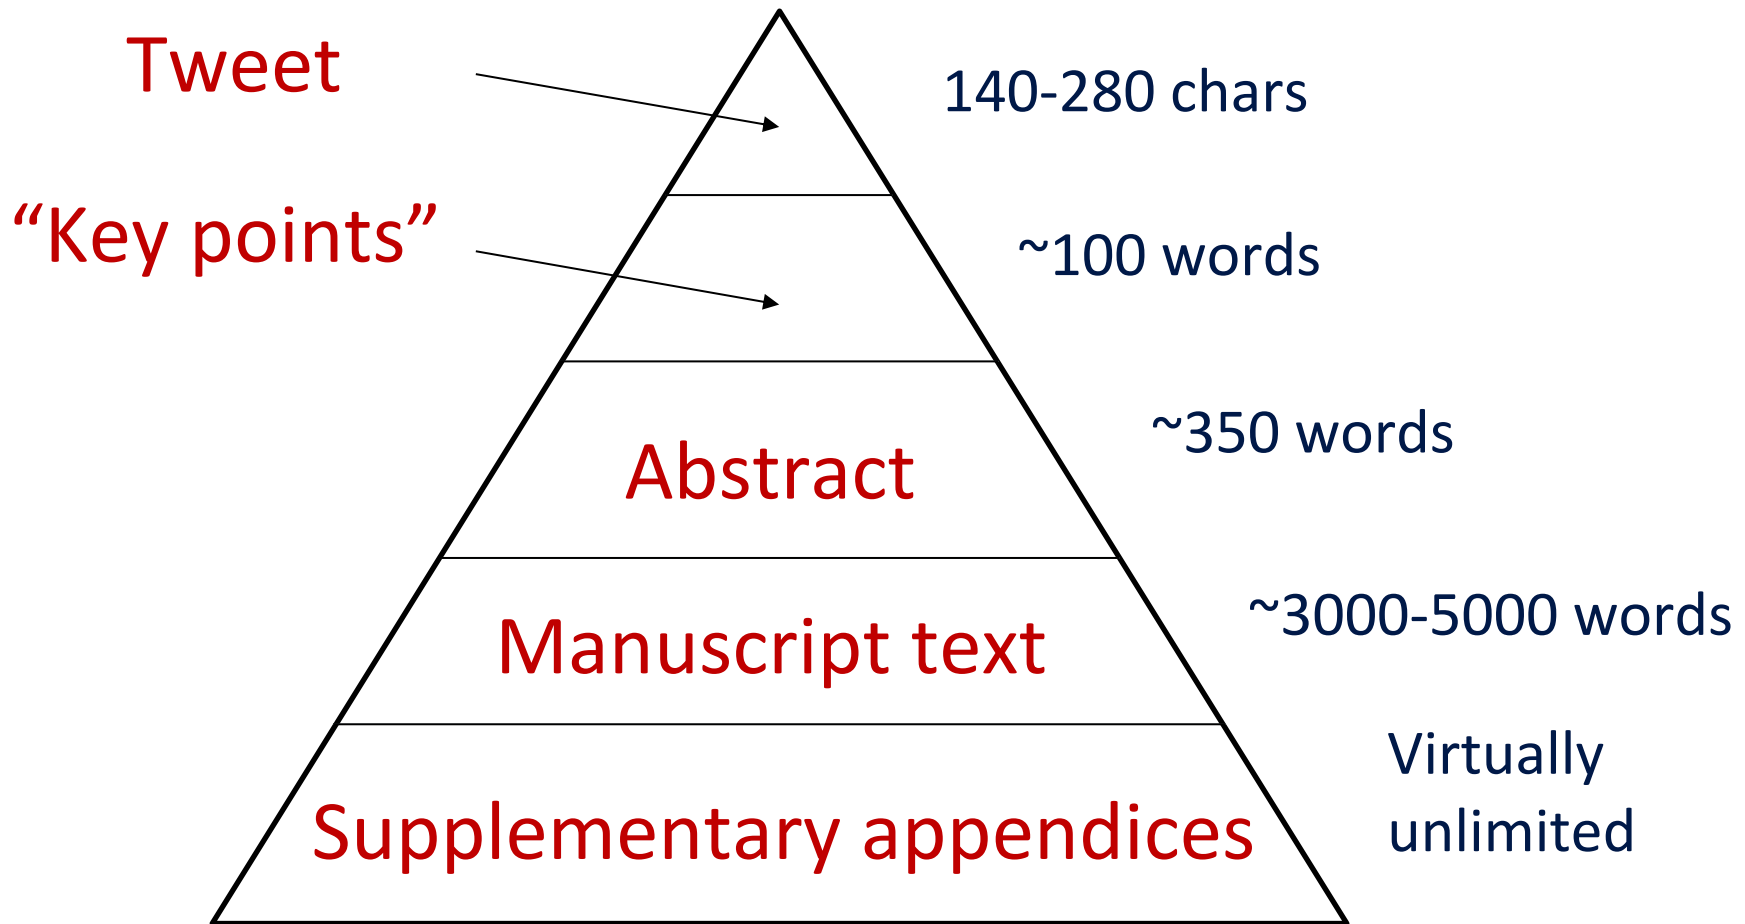 Tweet
140-280 chars
“Key points”
~100 words
Abstract
~350 words
Manuscript text
~3000-5000 words
Supplementary appendices
Virtually
unlimited